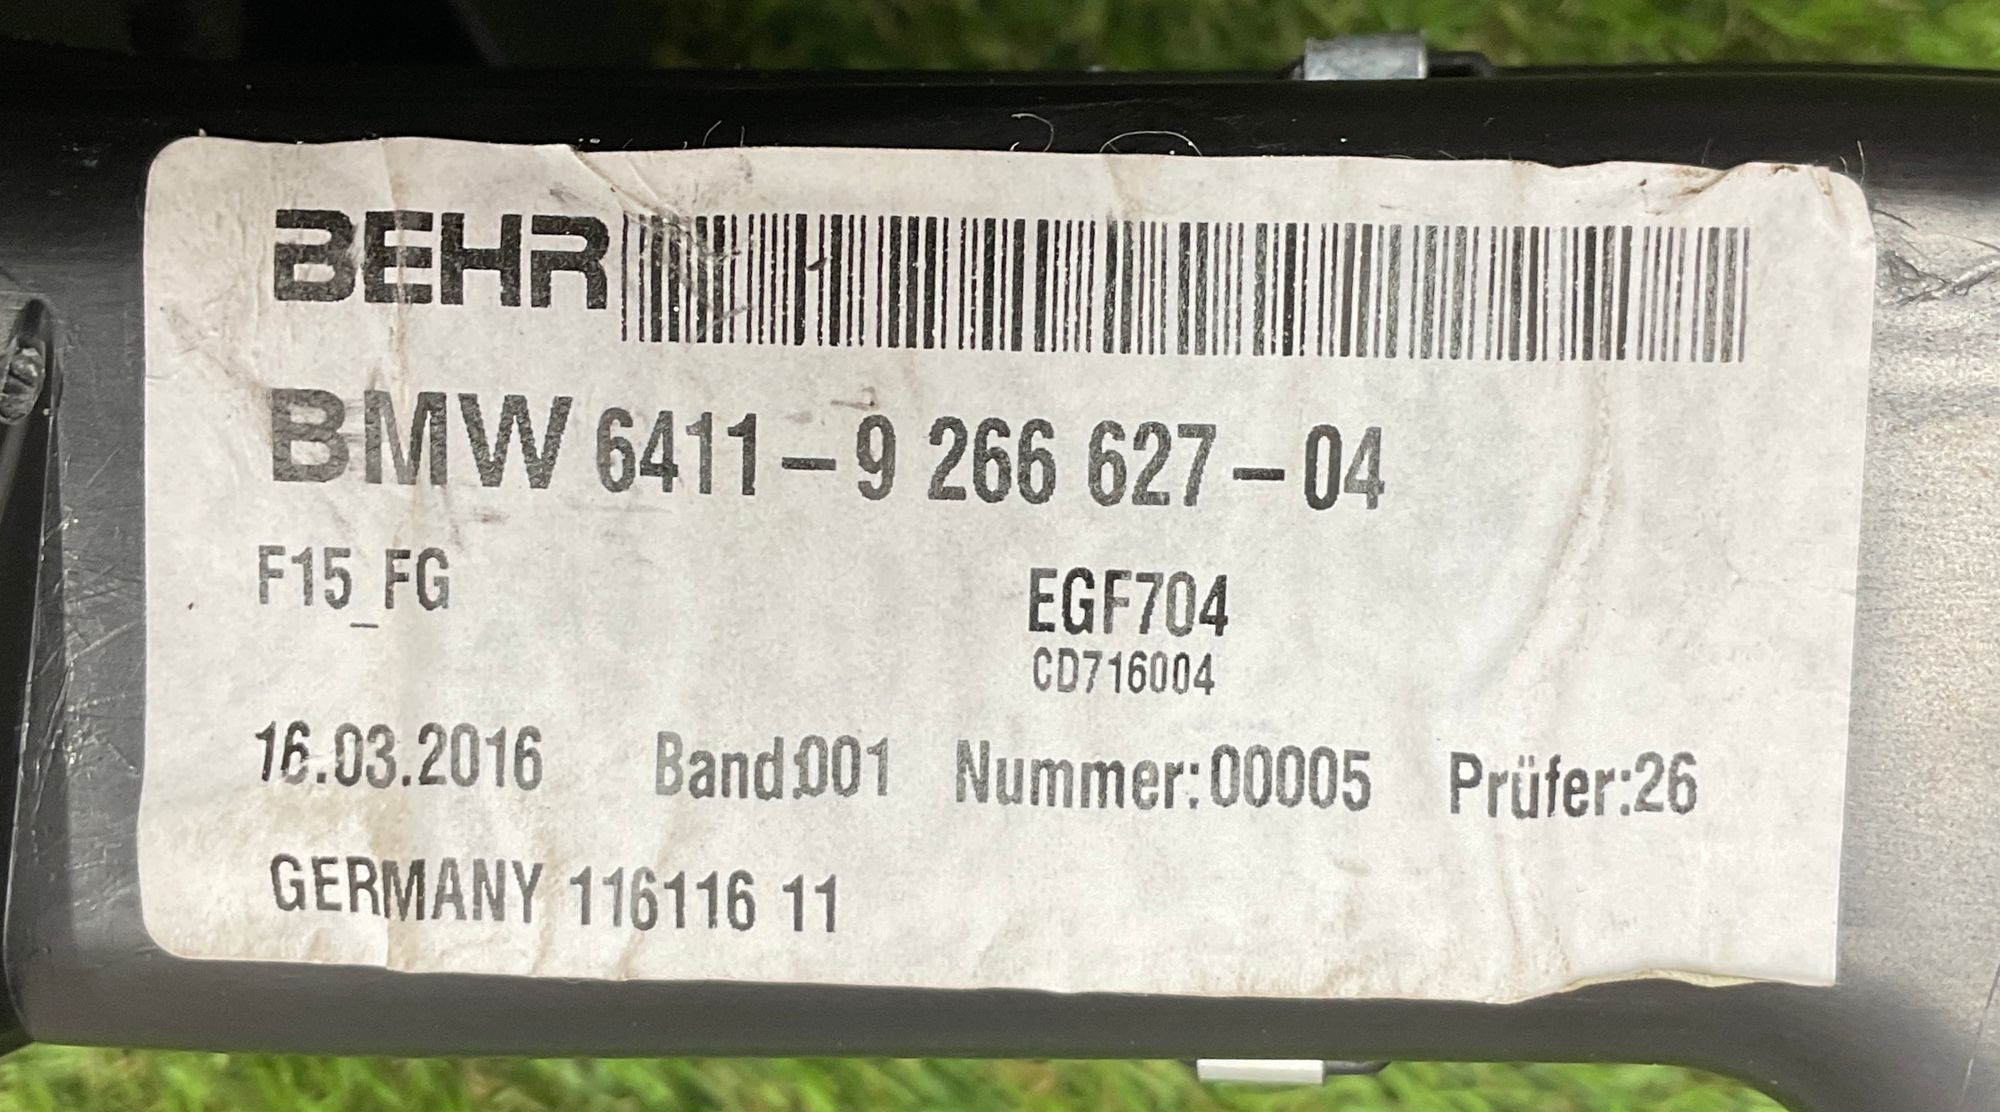 BEHR
BMW 6411-9 266 627-04
F15_FG EGF704
CD716004
16.03.2016 Band:001 Nummer:00005 Prüfer:26
GERMANY 116116 11